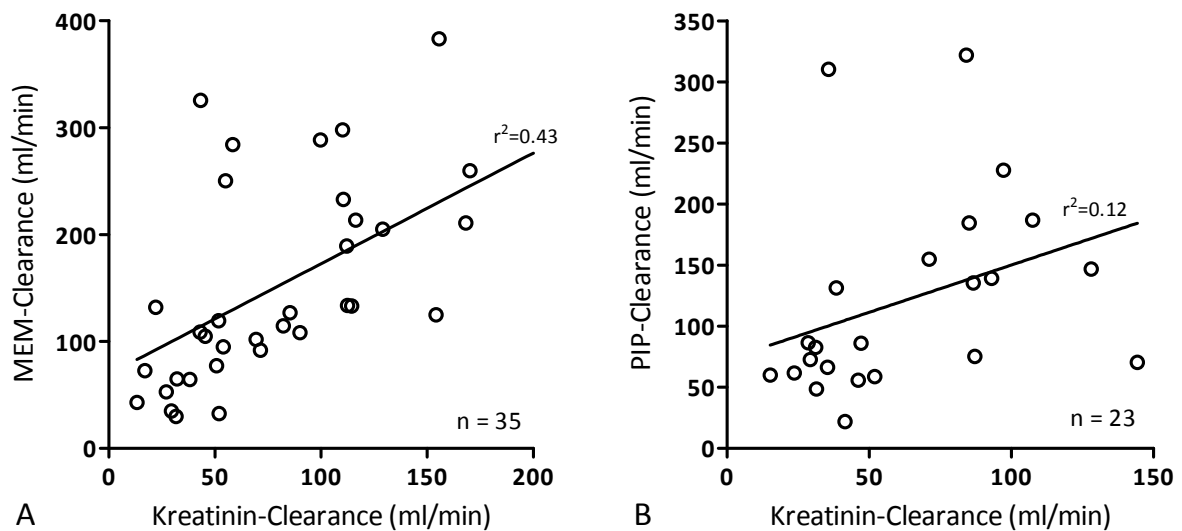 400
300
200
100
0
0
50
100
150
200
MEM-Clearance (ml/min)
r²=0.43
n = 35
A
Kreatinin-Clearance (ml/min)
350
300
250
200
150
100
50
0
0
50
100
150
PIP-Clearance (ml/min)
r²=0.12
n = 23
B
Kreatinin-Clearance (ml/min)